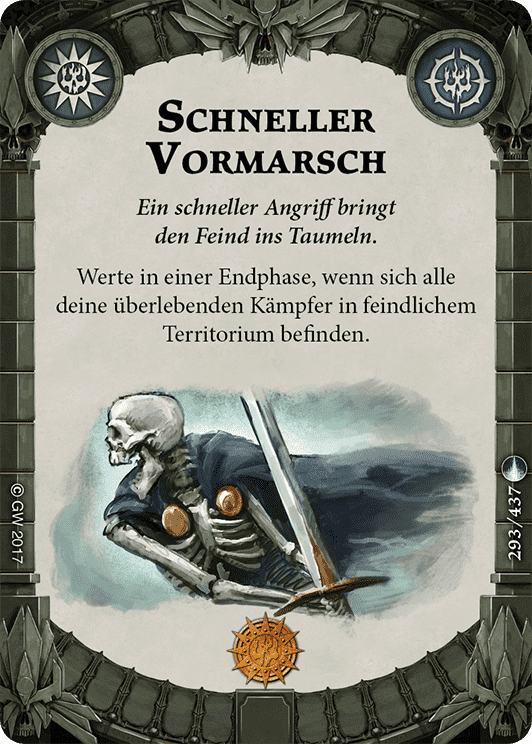 Schneller
Vormarsch
Ein schneller Angriff bringt
den Feind ins Taumeln.
Werte in einer Endphase, wenn sich alle
deine überlebenden Kämpfer in feindlichem
Territorium befinden.
© GW 2017
293/437